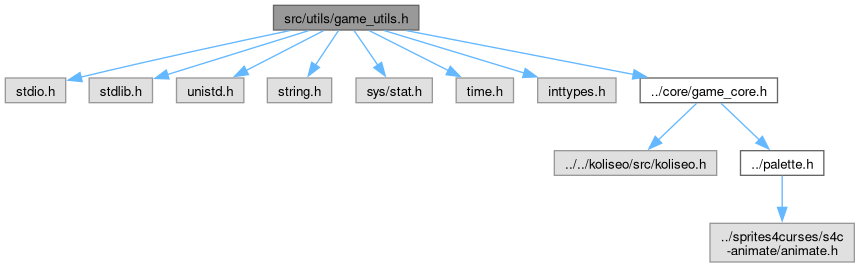 src/utils/game_utils.h
stdio.h
stdlib.h
unistd.h
string.h
sys/stat.h
time.h
inttypes.h
../core/game_core.h
../../koliseo/src/koliseo.h
../palette.h
../sprites4curses/s4c
-animate/animate.h